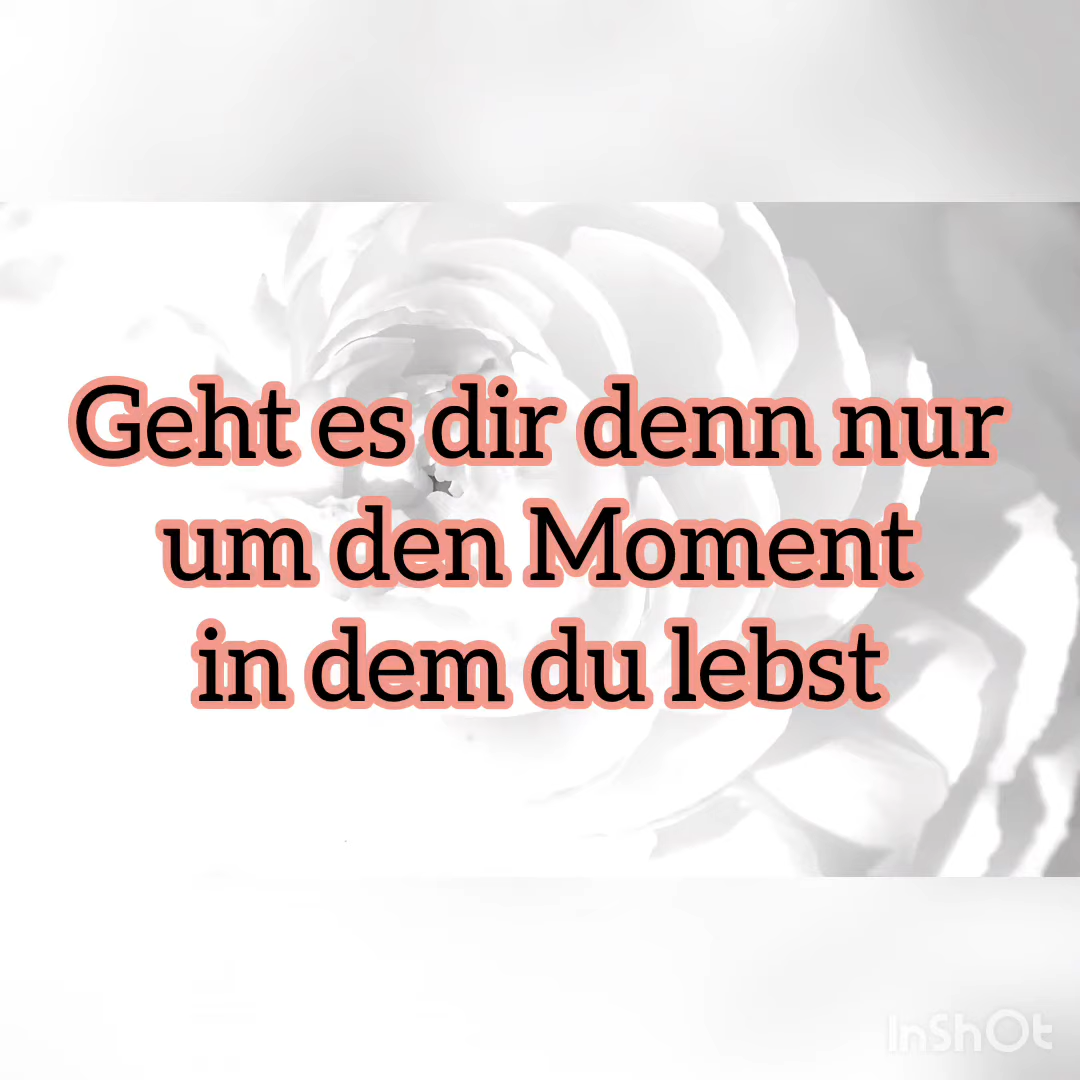 Geht es dir denn nur
um den Moment
in dem du lebst
InShOt